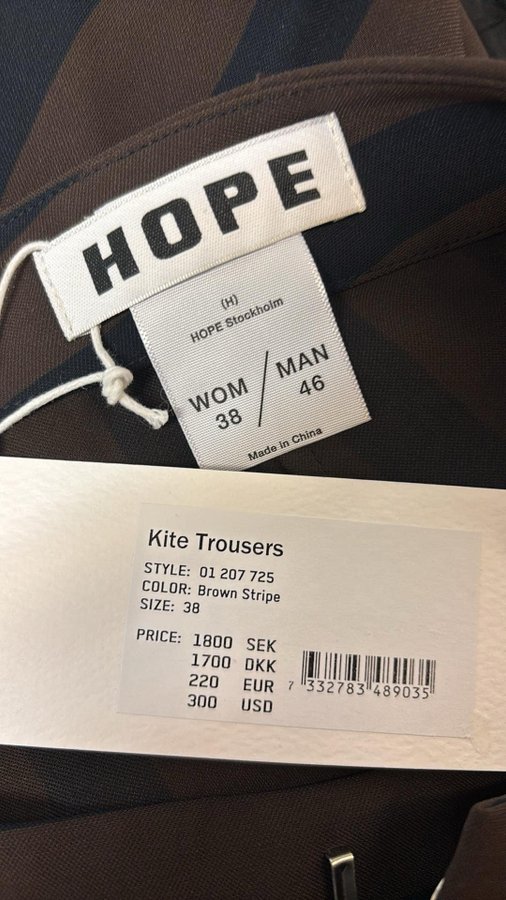 HOPE
(H)
HOPE Stockholm
WOM / MAN
38 46
Made in China
Kite Trousers
STYLE: 01 207 725
COLOR: Brown Stripe
SIZE: 38
PRICE: 1800 SEK
1700 DKK
220 EUR
300 USD
7 332783 489035